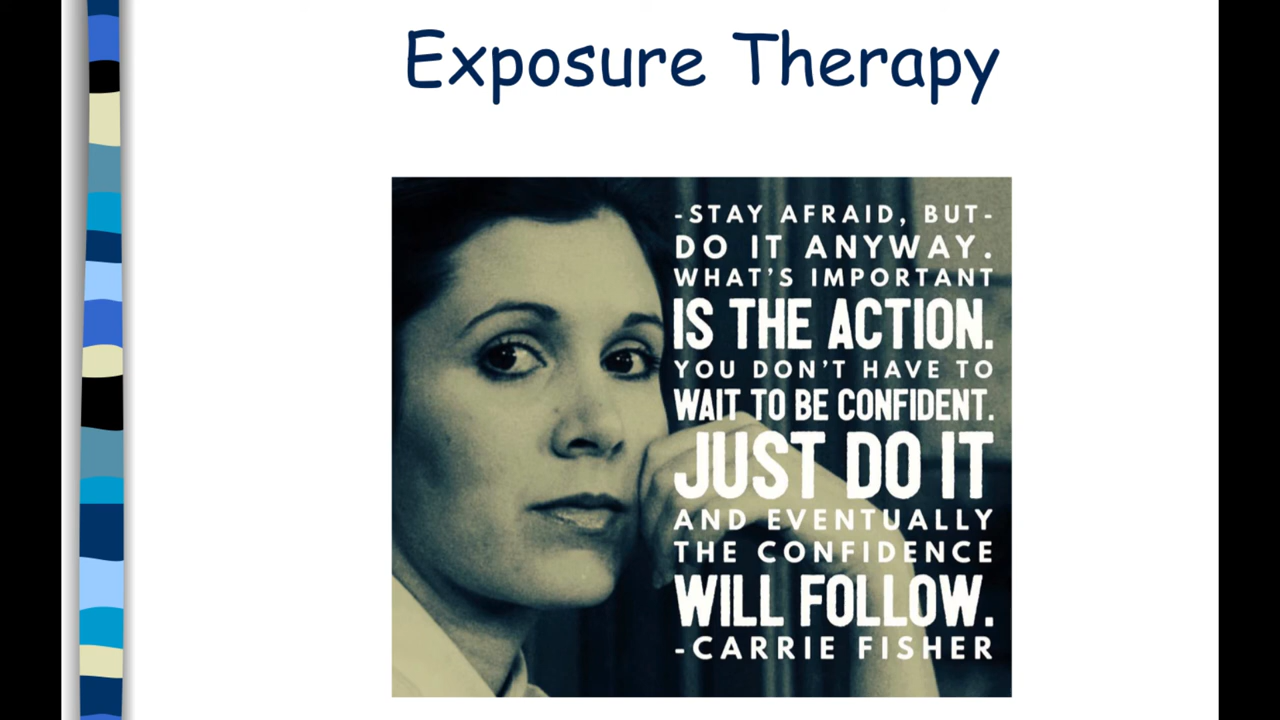 Exposure Therapy
-STAY AFRAID, BUT-
DO IT ANYWAY.
WHAT'S IMPORTANT
IS THE ACTION.
YOU DON'T HAVE TO
WAIT TO BE CONFIDENT.
JUST DO IT
AND EVENTUALLY
THE CONFIDENCE
WILL FOLLOW.
-CARRIE FISHER